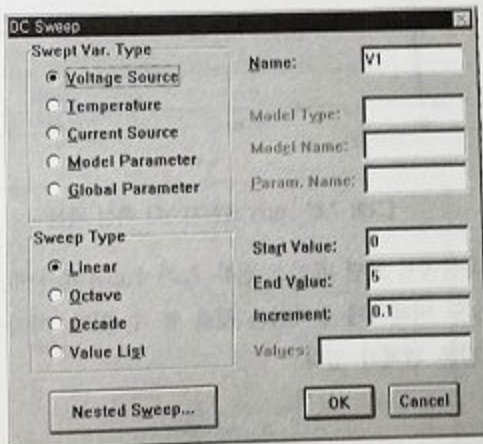 DC Sweep
Swept Var. Type
Voltage Source
Temperature
Current Source
Model Parameter
Global Parameter
Name: V1
Model Type:
Model Name:
Param. Name:
Sweep Type
Linear
Octave
Decade
Value List
Start Value: 0
End Value: 5
Increment: 0.1
Values:
Nested Sweep...
OK
Cancel